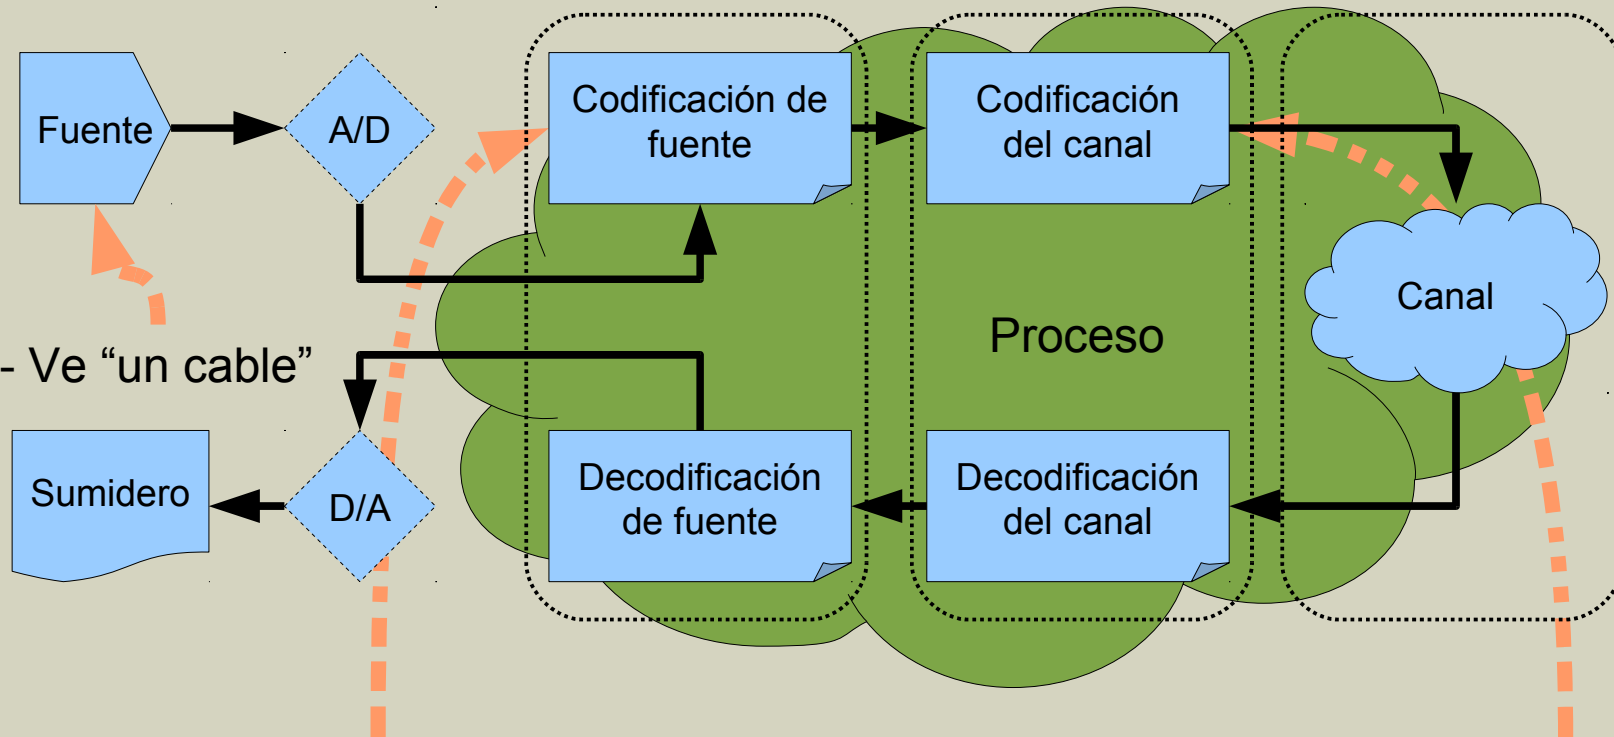 Fuente
A/D
Codificación de
fuente
Codificación
del canal
Canal
Proceso
- Ve “un cable”
Sumidero
D/A
Decodificación
de fuente
Decodificación
del canal